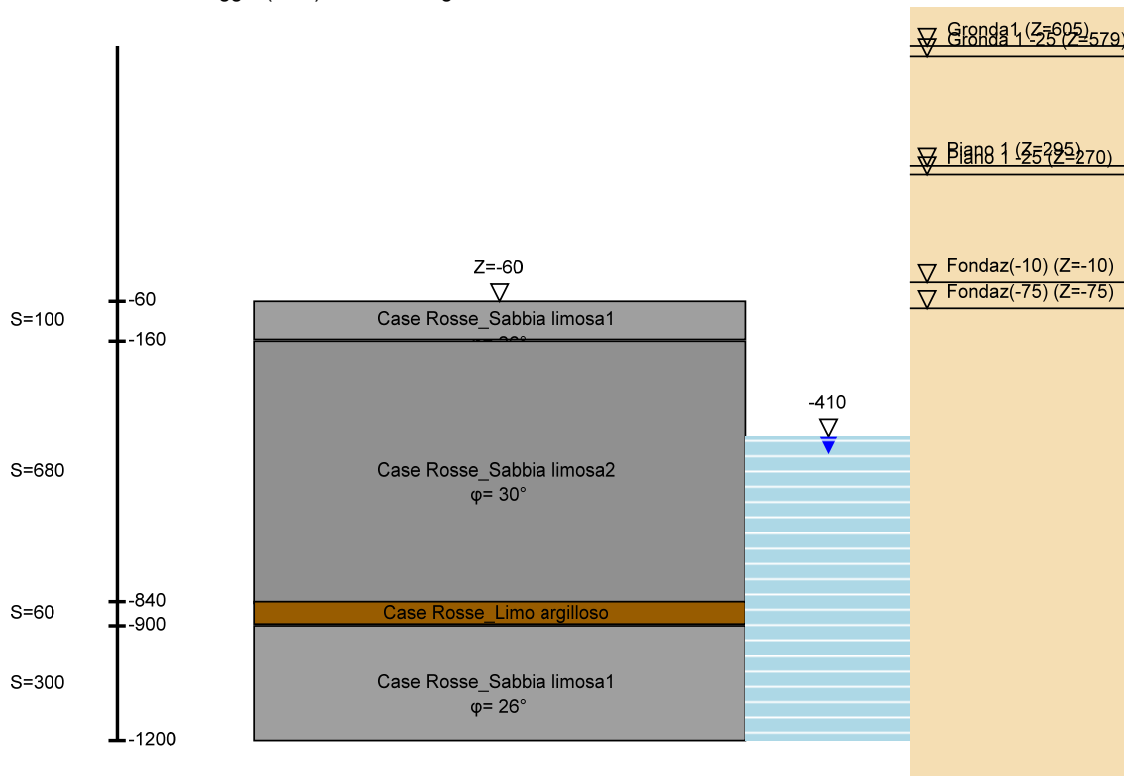 Gronda1 (Z=605)
Gronda 1 -25 (Z=579)
Piano 1 (Z=295)
Piano 1 -25 (Z=270)
Fondaz(-10) (Z=-10)
Fondaz(-75) (Z=-75)
Z=-60
-60
S=100
Case Rosse_Sabbia limosa1
-160
-410
S=680
Case Rosse_Sabbia limosa2
φ= 30°
-840
S=60
Case Rosse_Limo argilloso
-900
S=300
Case Rosse_Sabbia limosa1
φ= 26°
-1200